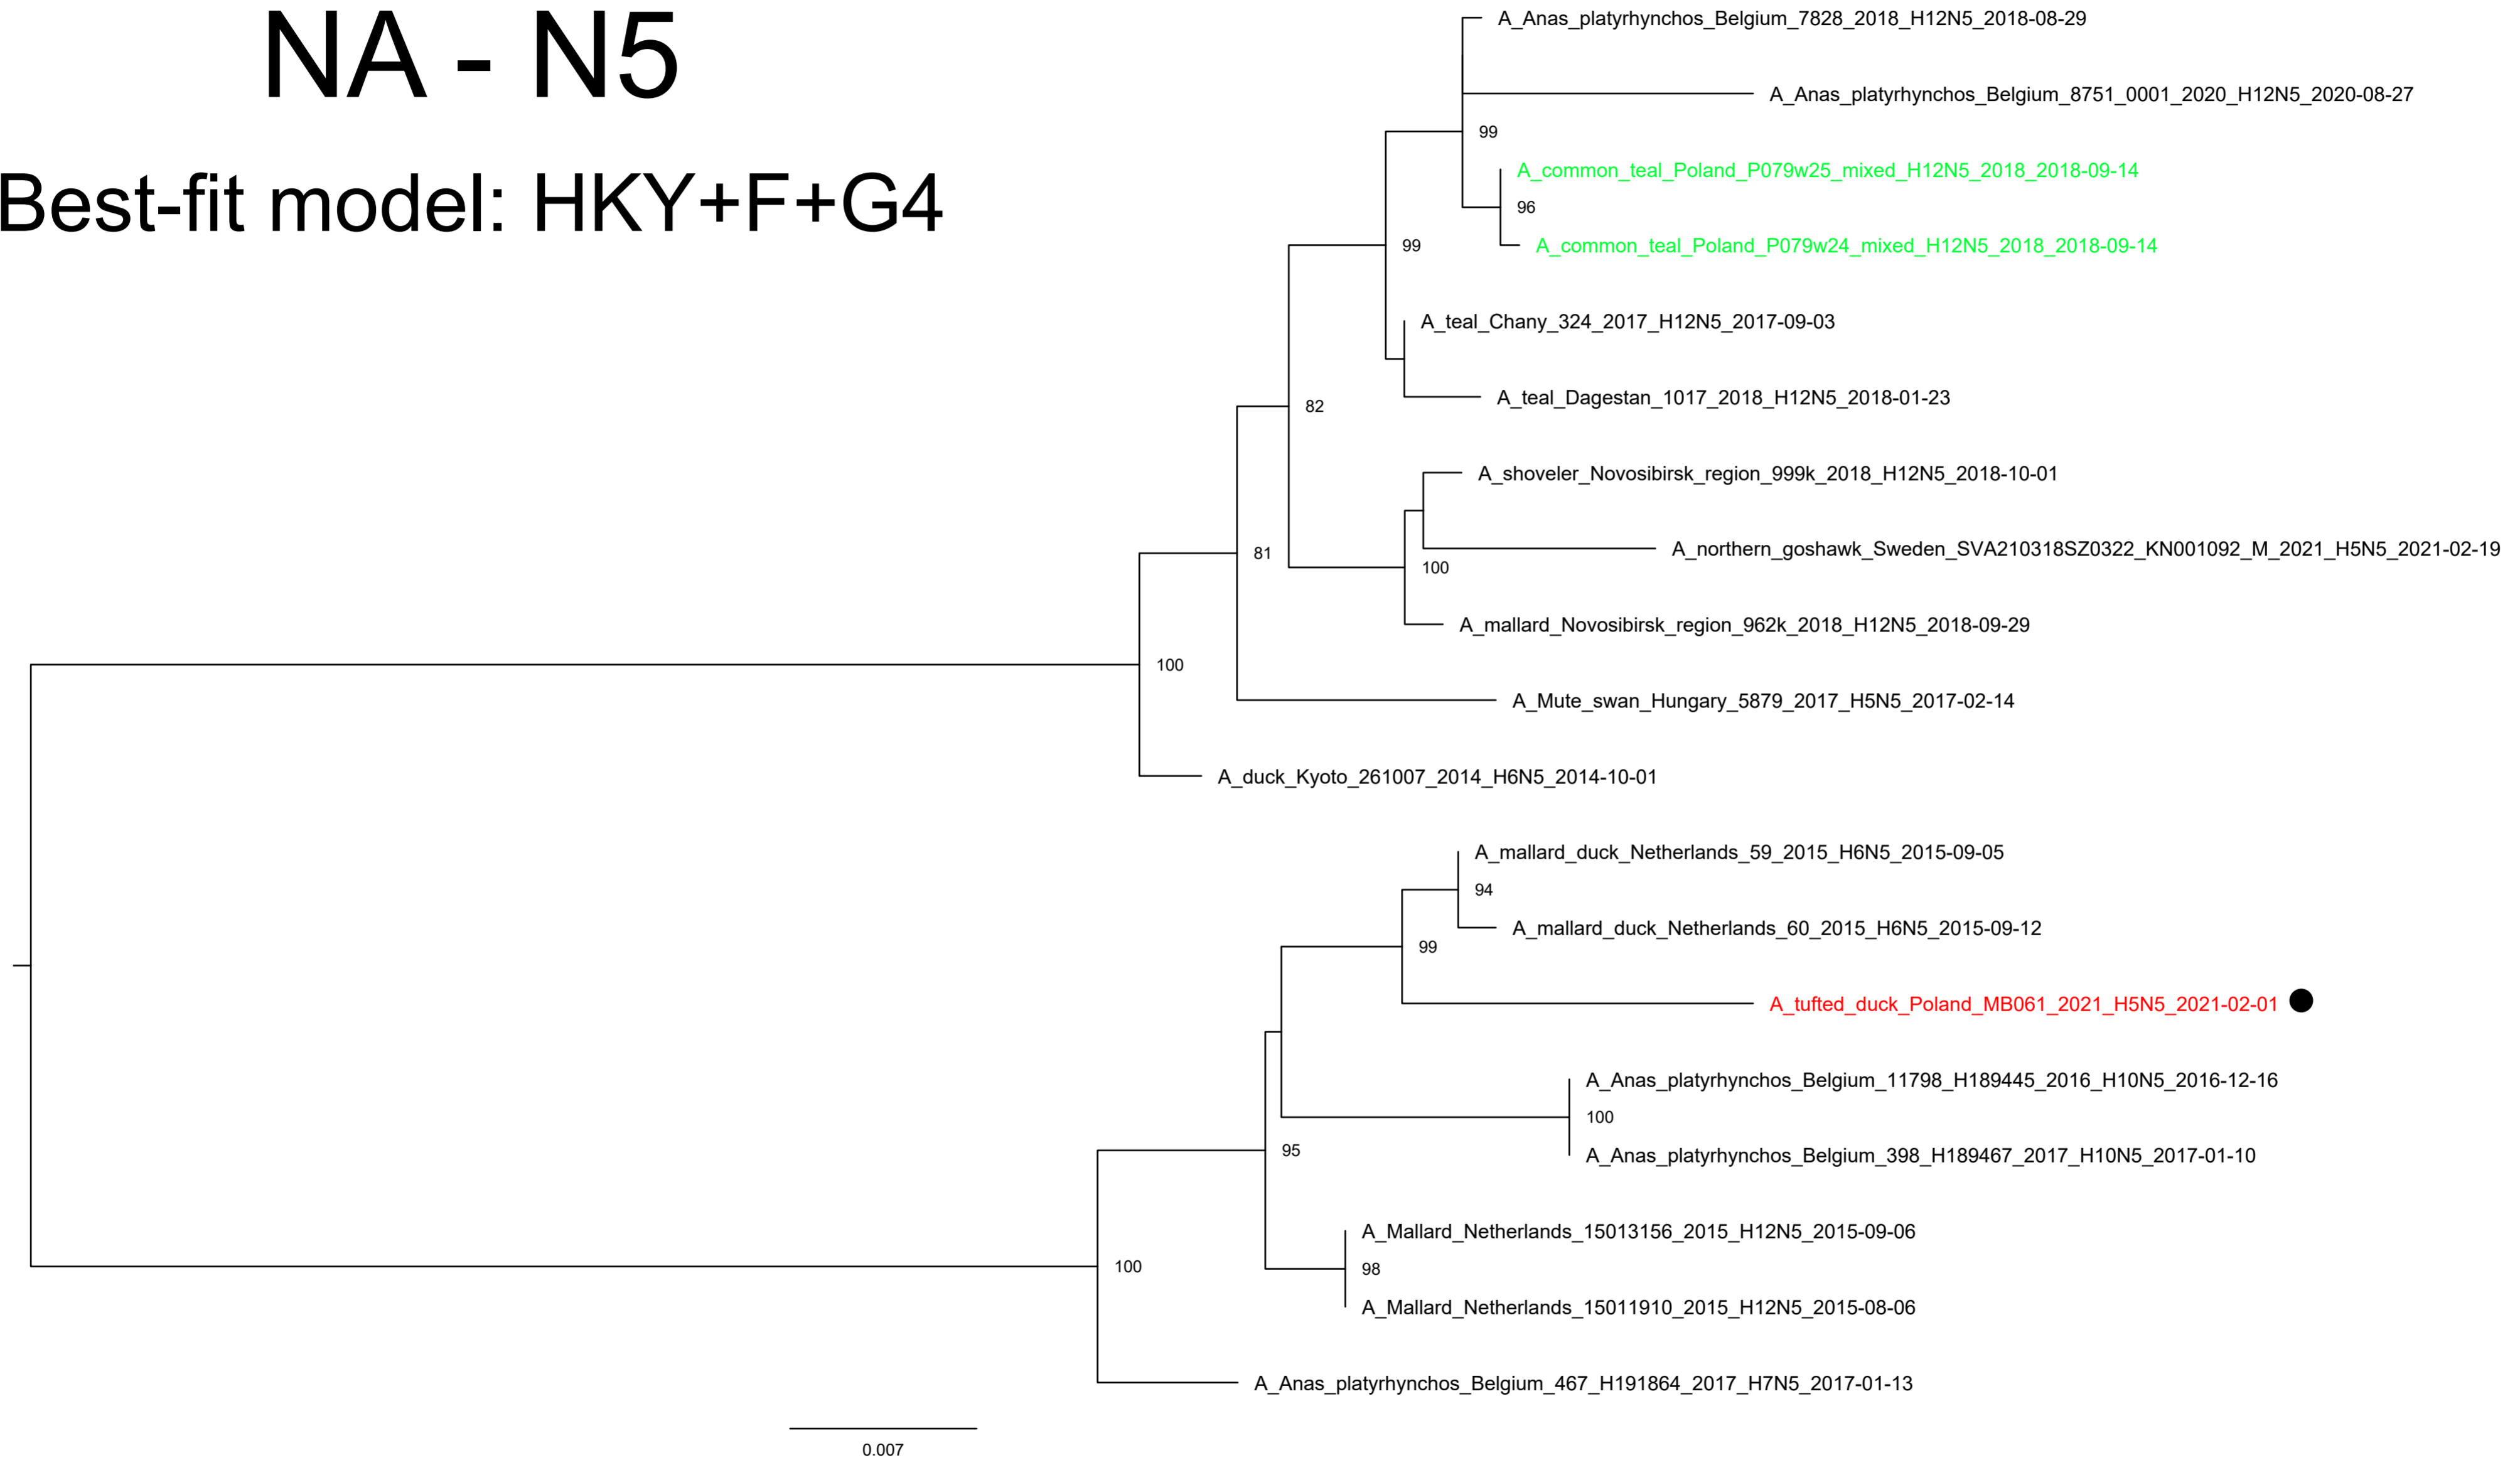 NA - N5
Best-fit model: HKY+F+G4
A_Anas_platyrhynchos_Belgium_7828_2018_H12N5_2018-08-29
A_Anas_platyrhynchos_Belgium_8751_0001_2020_H12N5_2020-08-27
99
A_common_teal_Poland_P079w25_mixed_H12N5_2018_2018-09-14
96
A_common_teal_Poland_P079w24_mixed_H12N5_2018_2018-09-14
99
A_teal_Chany_324_2017_H12N5_2017-09-03
A_teal_Dagestan_1017_2018_H12N5_2018-01-23
82
A_shoveler_Novosibirsk_region_999k_2018_H12N5_2018-10-01
A_northern_goshawk_Sweden_SVA210318SZ0322_KN001092_M_2021_H5N5_2021-02-19
81
100
A_mallard_Novosibirsk_region_962k_2018_H12N5_2018-09-29
100
A_Mute_swan_Hungary_5879_2017_H5N5_2017-02-14
A_duck_Kyoto_261007_2014_H6N5_2014-10-01
A_mallard_duck_Netherlands_59_2015_H6N5_2015-09-05
94
A_mallard_duck_Netherlands_60_2015_H6N5_2015-09-12
99
A_tufted_duck_Poland_MB061_2021_H5N5_2021-02-01
A_Anas_platyrhynchos_Belgium_11798_H189445_2016_H10N5_2016-12-16
100
A_Anas_platyrhynchos_Belgium_398_H189467_2017_H10N5_2017-01-10
95
A_Mallard_Netherlands_15013156_2015_H12N5_2015-09-06
100
98
A_Mallard_Netherlands_15011910_2015_H12N5_2015-08-06
A_Anas_platyrhynchos_Belgium_467_H191864_2017_H7N5_2017-01-13
0.007